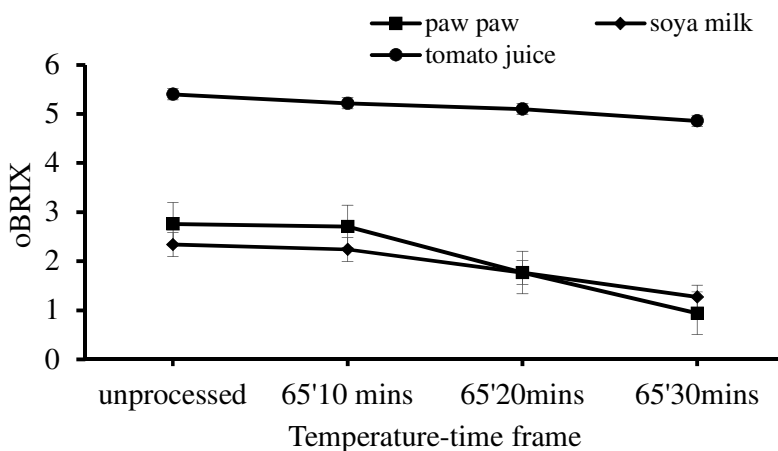 paw paw
soya milk
tomato juice
6
5
4
3
2
1
0
oBRIX
unprocessed
65'10 mins
65'20mins
65'30mins
Temperature-time frame